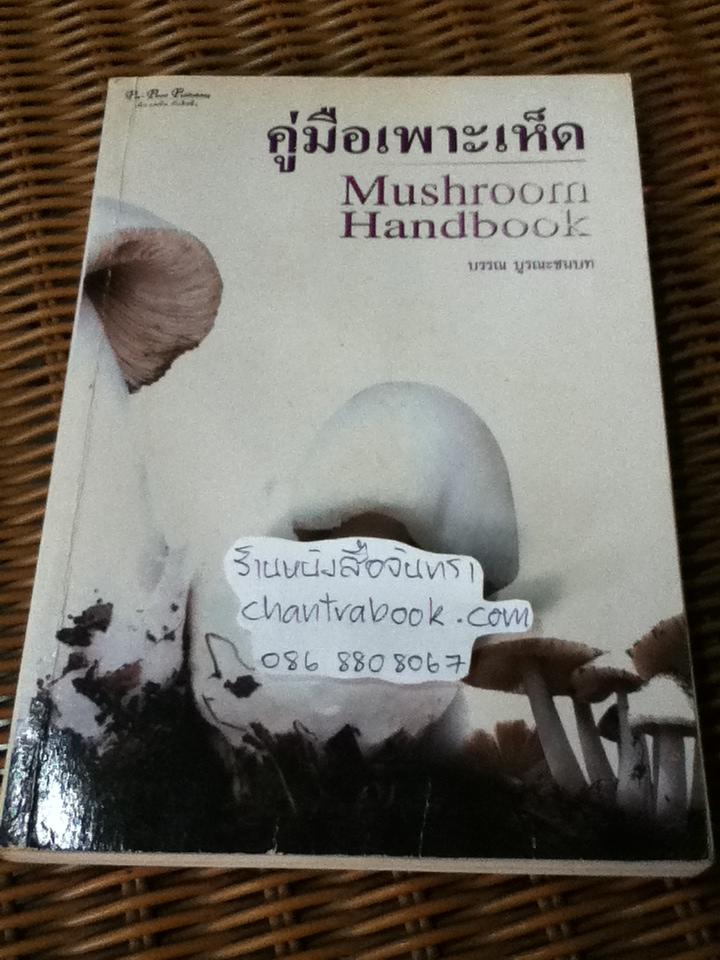 คู่มือเพาะเห็ด
Mushroom
Handbook
บรรณ บูรณะชนบท
ร้านหนังสือจันทรา
chantrabook.com
086 8808067